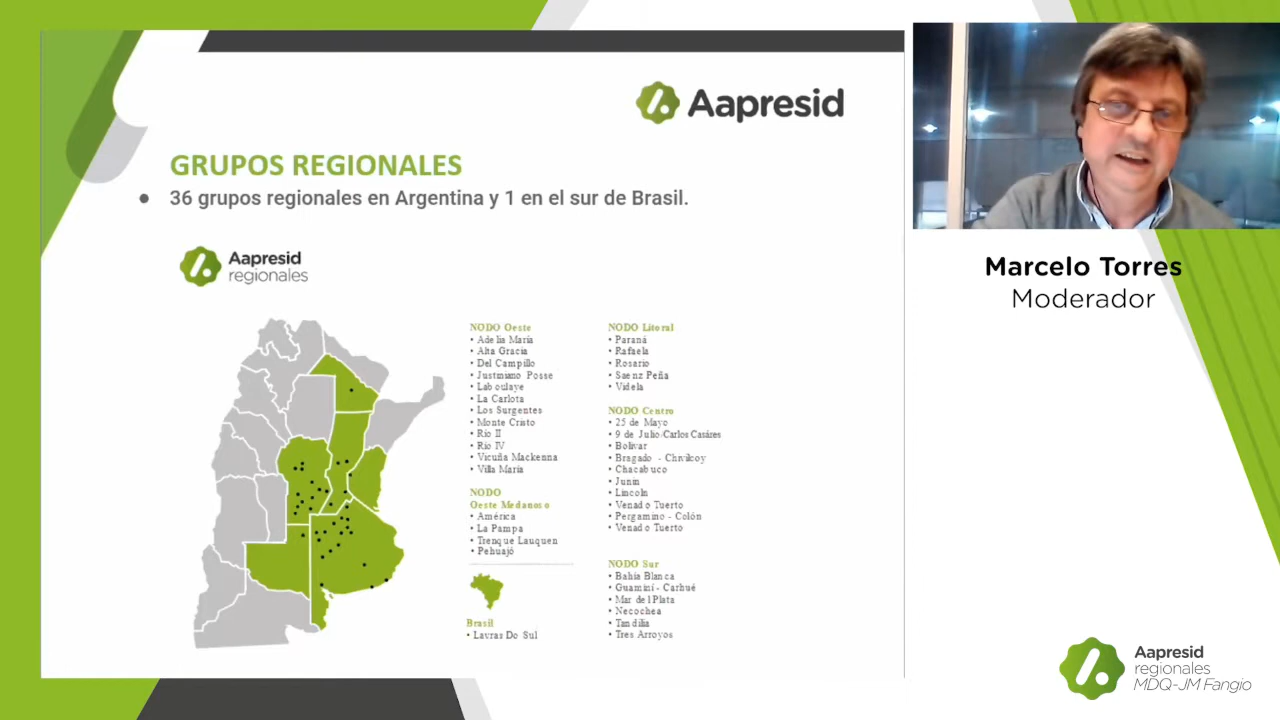 Aapresid
GRUPOS REGIONALES
• 36 grupos regionales en Argentina y 1 en el sur de Brasil.
Aapresid
regionales
NODO Oeste
• Adelia María
• Alta Gracia
• Del Campillo
• Justiniano Posse
• Laboulaye
• La Carlota
• Los Surgentes
• Monte Cristo
• Río II
• Río IV
• Vicuña Mackenna
• Villa María
NODO
Oeste Medanoso
• América
• La Pampa
• Trenque Lauquen
• Pehuajó
Brasil
• Lavras Do Sul
NODO Litoral
• Paraná
• Rafaela
• Rosario
• Saenz Peña
• Videla
NODO Centro
• 25 de Mayo
• 9 de Julio-Carlos Casáres
• Bolívar
• Bragado - Chivilcoy
• Chacabuco
• Junín
• Lincoln
• Venado Tuerto
• Pergamino - Colón
• Venado Tuerto
NODO Sur
• Bahía Blanca
• Guaminí - Carhué
• Mar del Plata
• Necochea
• Tandilia
• Tres Arroyos
Marcelo Torres
Moderador
Aapresid
regionales
MDQ-JM Fangio